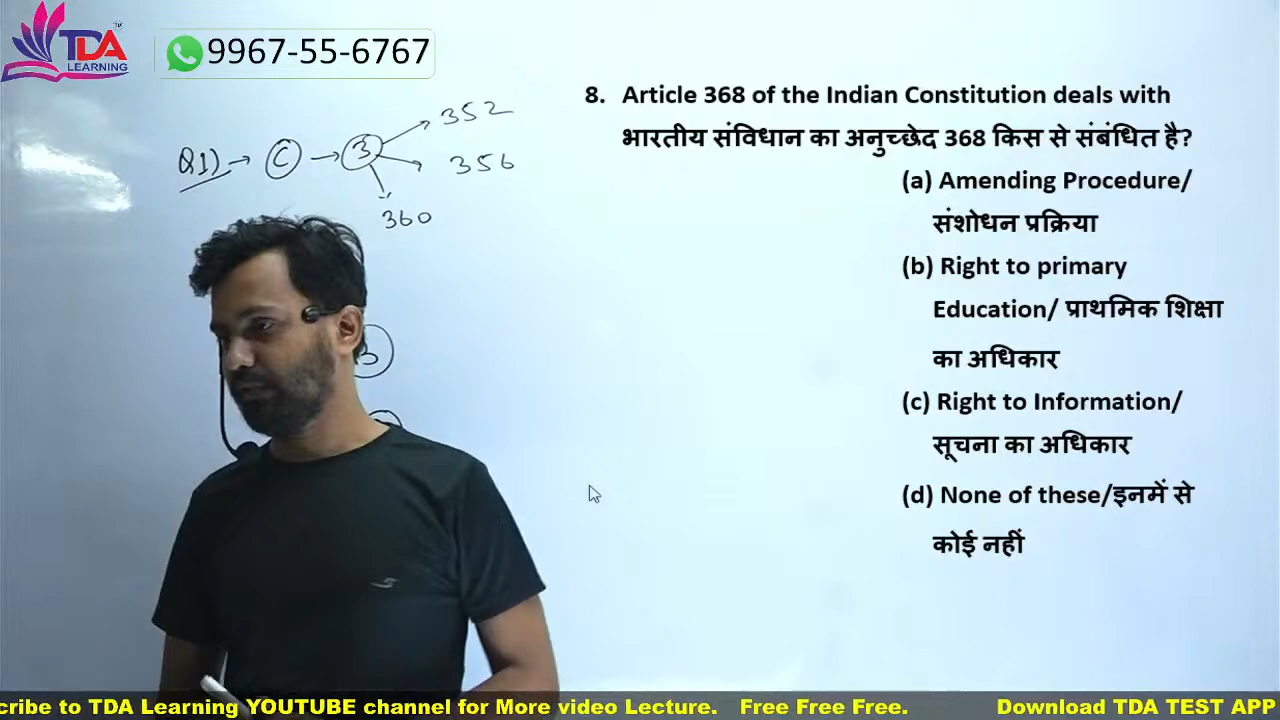 TDA
LEARNING
9967-55-6767
Q1) → C → 3 → 352
356
360
3
8. Article 368 of the Indian Constitution deals with
भारतीय संविधान का अनुच्छेद 368 किस से संबंधित है?
(a) Amending Procedure/
संशोधन प्रक्रिया
(b) Right to primary
Education/ प्राथमिक शिक्षा
का अधिकार
(c) Right to Information/
सूचना का अधिकार
(d) None of these/इनमें से
कोई नहीं
cribe to TDA Learning YOUTUBE channel for More video Lecture. Free Free Free. Download TDA TEST APP